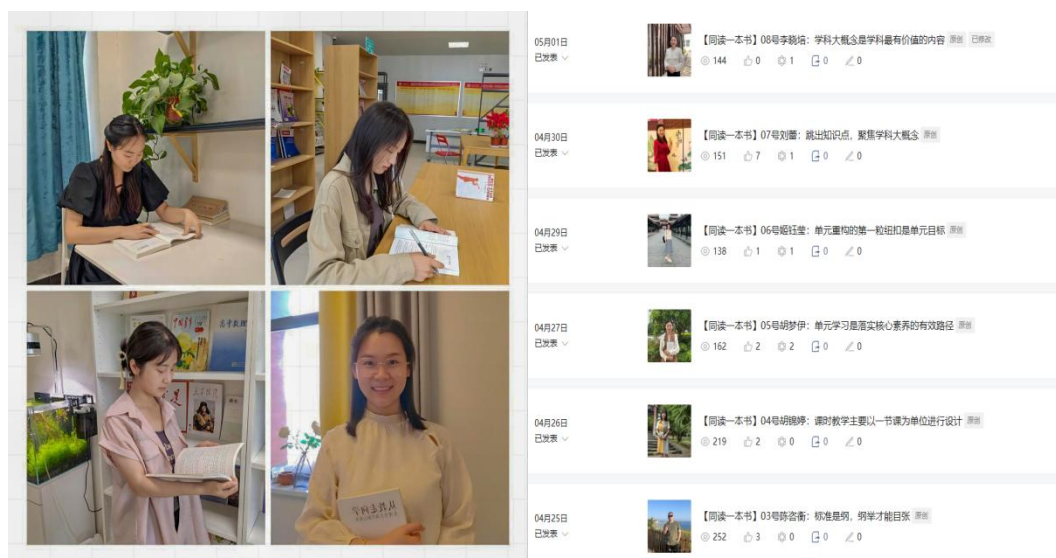 05月01日
已发表
【同读一本书】08号李晓培：学科大概念是学科最有价值的内容 原创 已修改
144 0 1 0 0
04月30日
已发表
【同读一本书】07号刘蕾：跳出知识点，聚焦学科大概念 原创
151 7 1 0 0
04月29日
已发表
【同读一本书】06号姬钰莹：单元重构的第一粒纽扣是单元目标 原创
138 1 1 0 0
04月27日
已发表
【同读一本书】05号胡梦伊：单元学习是落实核心素养的有效路径 原创
162 2 2 0 0
04月26日
已发表
【同读一本书】04号胡锦婷：课时教学主要以一节课为单位进行设计 原创
219 2 0 0 0
04月25日
已发表
【同读一本书】03号陈咨衡：标准是纲，纲举才能目张 原创
252 3 0 0 0